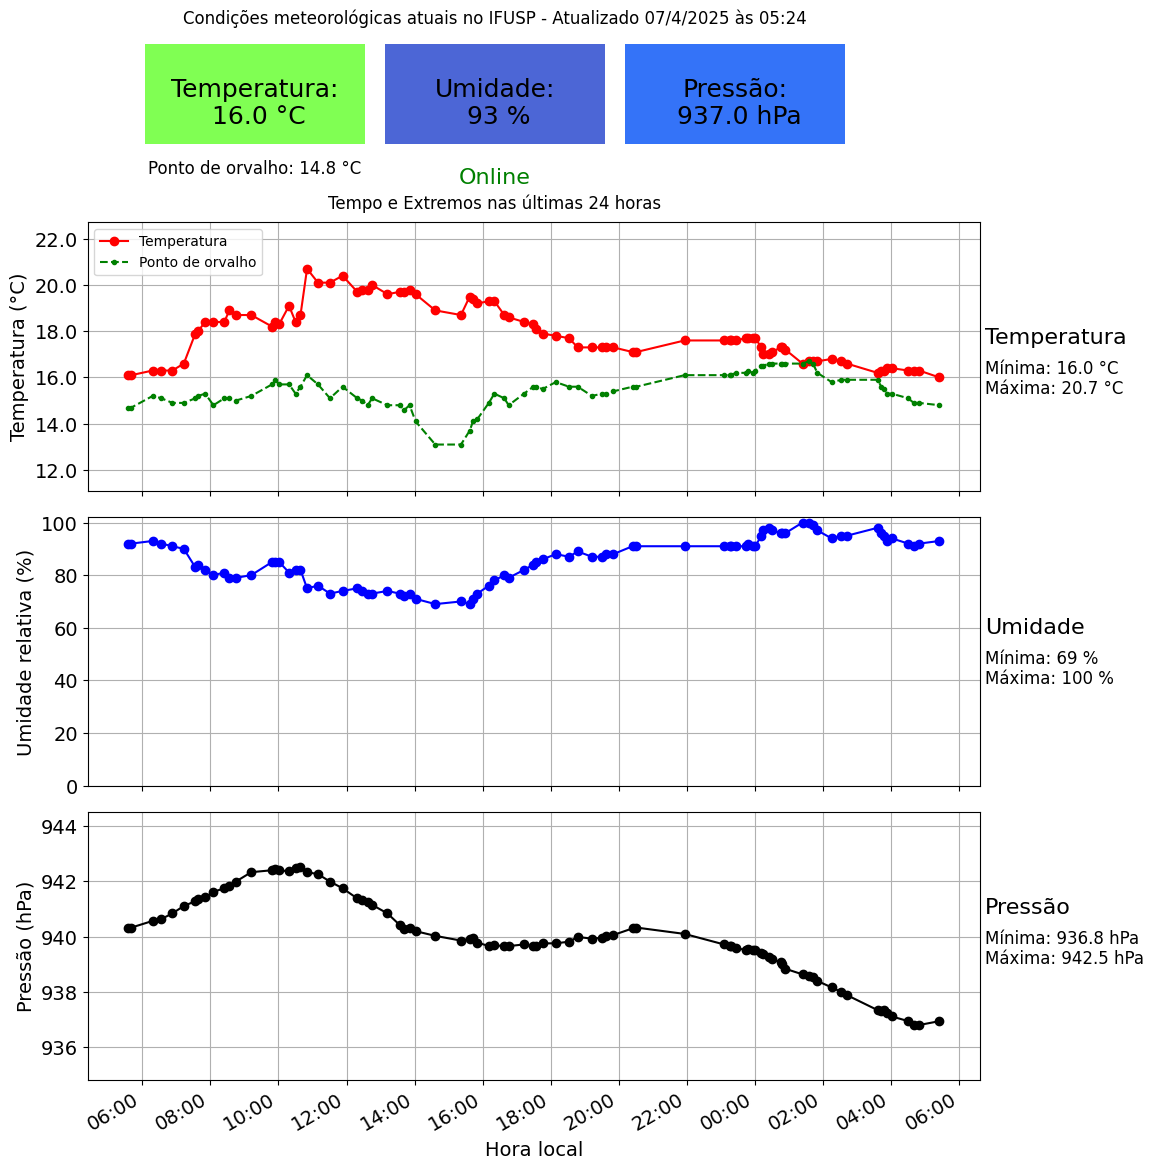 Condições meteorológicas atuais no IFUSP - Atualizado 07/4/2025 às 05:24
Temperatura:
16.0 °C
Umidade:
93 %
Pressão:
937.0 hPa
Ponto de orvalho: 14.8 °C
Online
Tempo e Extremos nas últimas 24 horas
Temperatura (°C)
22.0
20.0
18.0
16.0
14.0
12.0
Temperatura
Ponto de orvalho
Temperatura
Mínima: 16.0 °C
Máxima: 20.7 °C
Umidade relativa (%)
100
80
60
40
20
0
Umidade
Mínima: 69 %
Máxima: 100 %
Pressão (hPa)
944
942
940
938
936
Pressão
Mínima: 936.8 hPa
Máxima: 942.5 hPa
06:00 08:00 10:00 12:00 14:00 16:00 18:00 20:00 22:00 00:00 02:00 04:00 06:00
Hora local